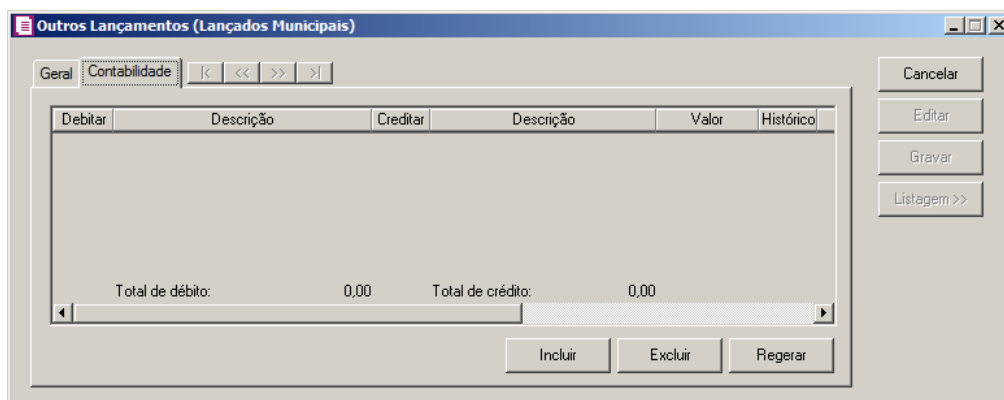 Outros Lançamentos (Lançados Municipais)
Geral Contabilidade |< << >> >|
Cancelar
Editar
Gravar
Listagem >>
Debitar Descrição Creditar Descrição Valor Histórico
Total de débito: 0,00 Total de crédito: 0,00
Incluir Excluir Regerar